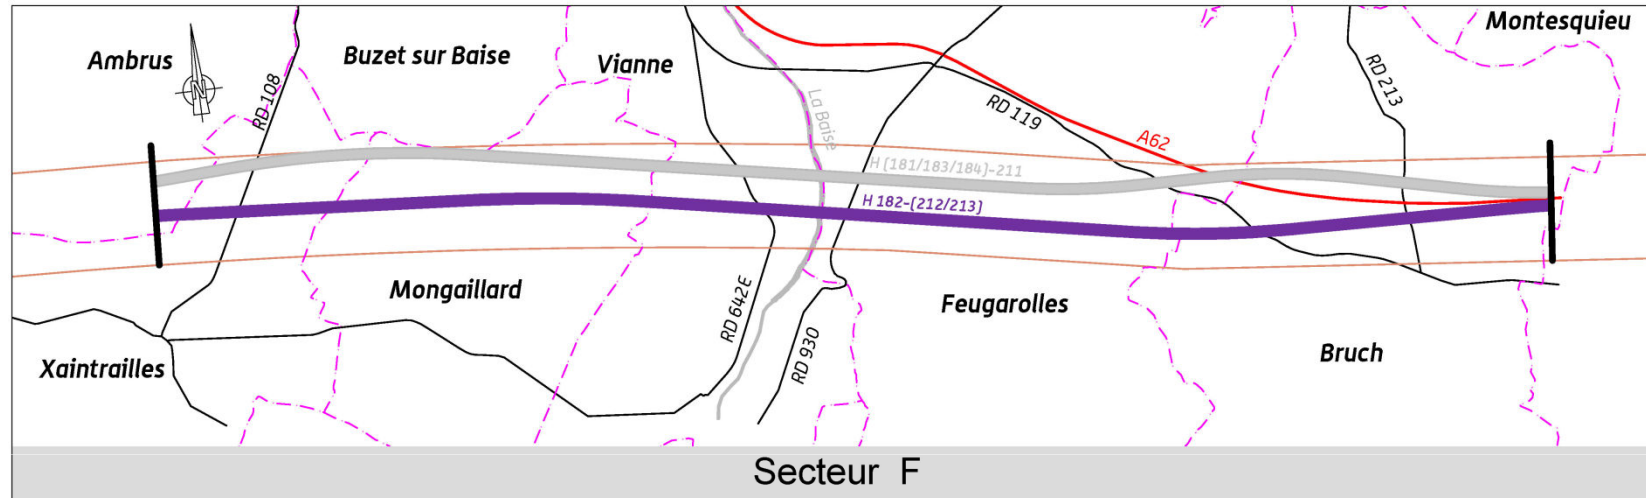 Montesquieu
Ambrus
Buzet sur Baise
Vianne
N
RD 108
La Baise
RD 119
RD 213
A62
H (181/183/184)-211
H 182-(212/213)
Mongaillard
Feugarolles
RD 642E
RD 930
Bruch
Xaintrailles
Secteur F